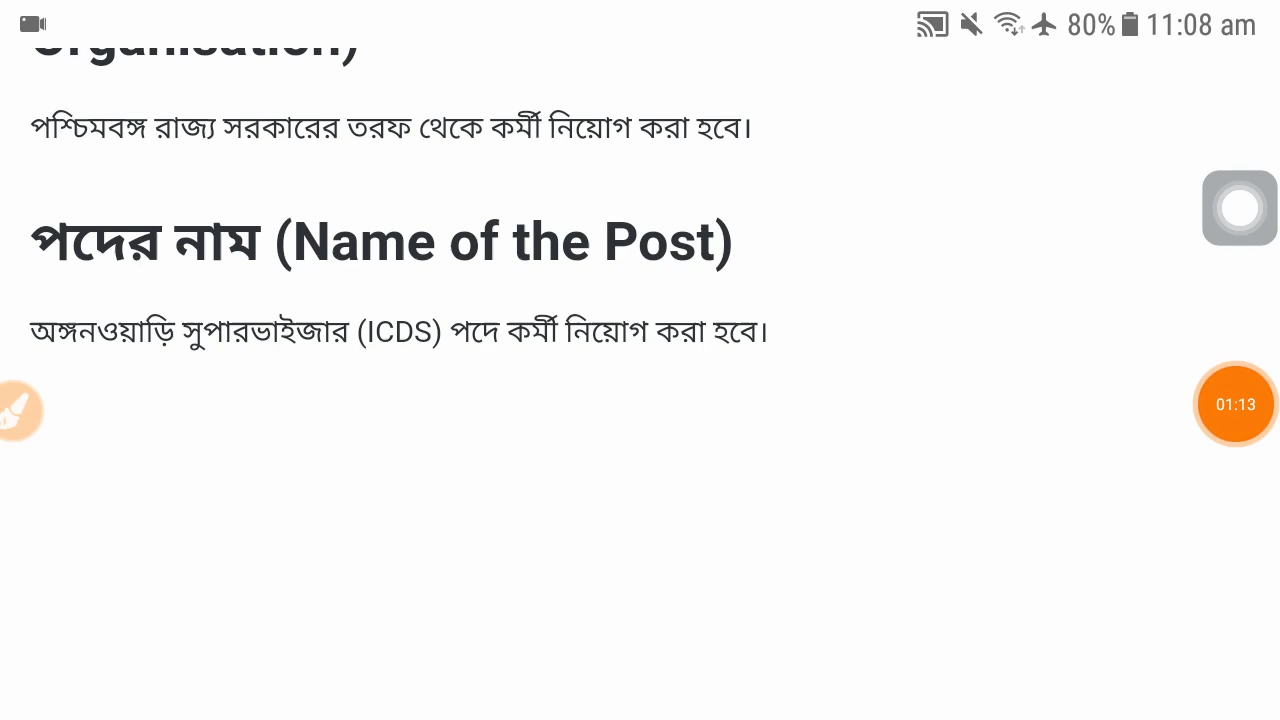 80% 11:08 am
Organisation)
পশ্চিমবঙ্গ রাজ্য সরকারের তরফ থেকে কর্মী নিয়োগ করা হবে।
পদের নাম (Name of the Post)
অঙ্গনওয়াড়ি সুপারভাইজার (ICDS) পদে কর্মী নিয়োগ করা হবে।
01:13